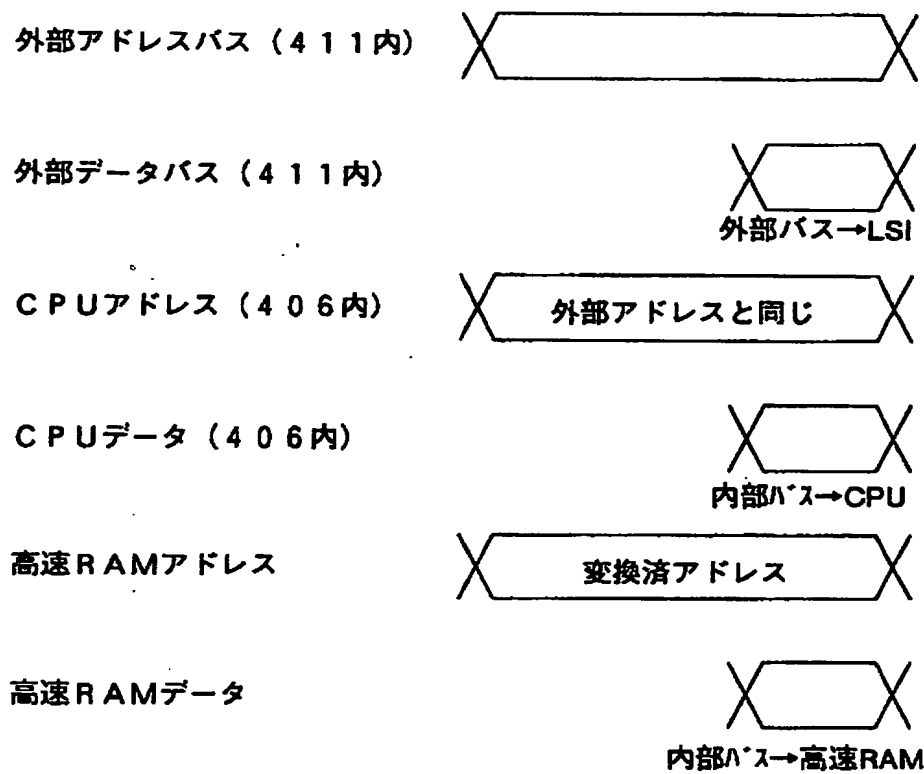 外部アドレスバス（４１１内）
外部データバス（４１１内）
外部バス→LSI
ＣＰＵアドレス（４０６内）
外部アドレスと同じ
ＣＰＵデータ（４０６内）
内部ﾊﾞｽ→CPU
高速ＲＡＭアドレス
変換済アドレス
高速ＲＡＭデータ
内部ﾊﾞｽ→高速RAM